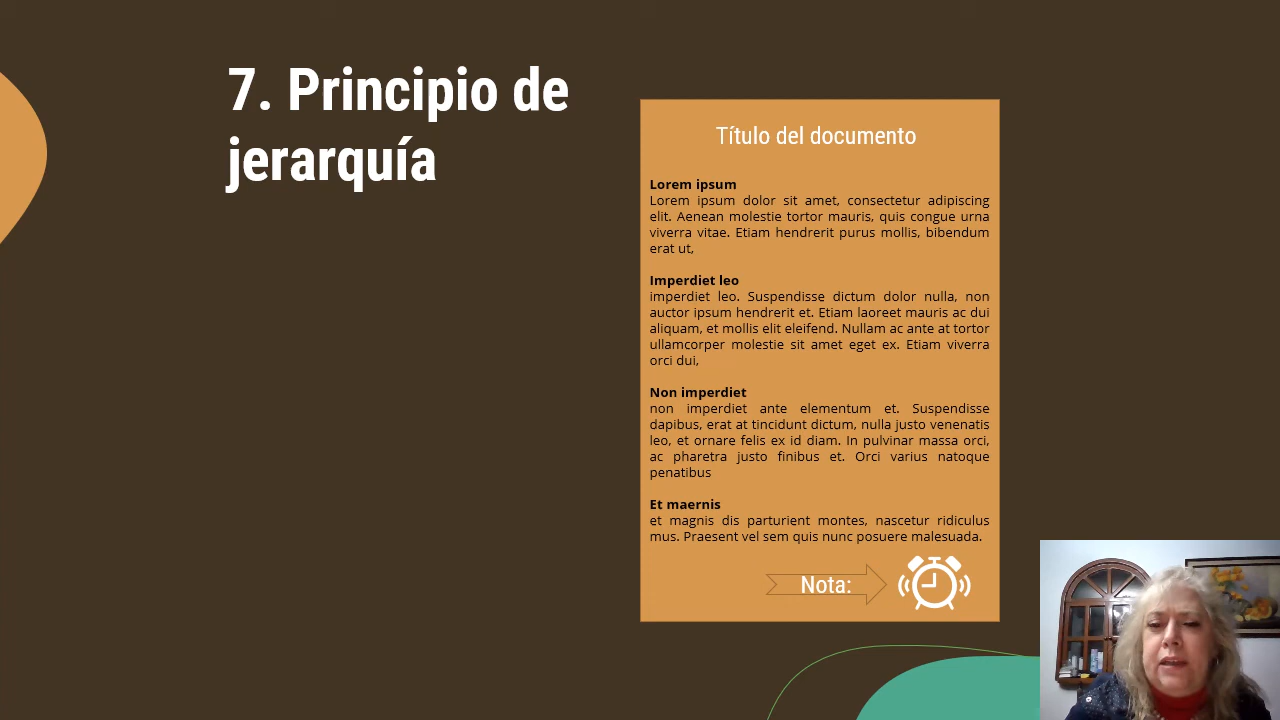 7. Principio de
jerarquía
Título del documento
Lorem ipsum
Lorem ipsum dolor sit amet, consectetur adipiscing
elit. Aenean molestie tortor mauris, quis congue urna
viverra vitae. Etiam hendrerit purus mollis, bibendum
erat ut,
Imperdiet leo
imperdiet leo. Suspendisse dictum dolor nulla, non
auctor ipsum hendrerit et. Etiam laoreet mauris ac dui
aliquam, et mollis elit eleifend. Nullam ac ante at tortor
ullamcorper molestie sit amet eget ex. Etiam viverra
orci dui,
Non imperdiet
non imperdiet ante elementum et. Suspendisse
dapibus, erat at tincidunt dictum, nulla justo venenatis
leo, et ornare felis ex id diam. In pulvinar massa orci,
ac pharetra justo finibus et. Orci varius natoque
penatibus
Et maernis
et magnis dis parturient montes, nascetur ridiculus
mus. Praesent vel sem quis nunc posuere malesuada.
Nota: